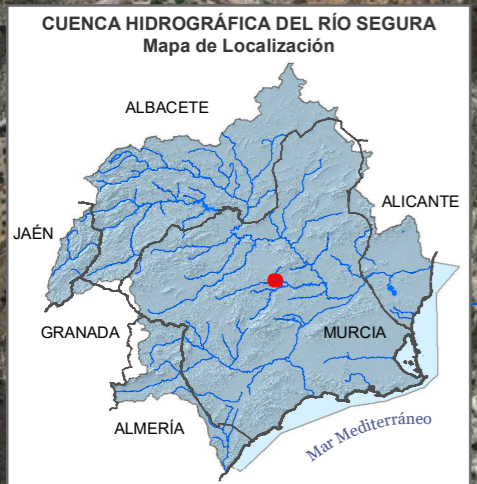 CUENCA HIDROGRÁFICA DEL RÍO SEGURA
Mapa de Localización
ALBACETE
ALICANTE
JAÉN
GRANADA
MURCIA
ALMERÍA
Mar Mediterráneo